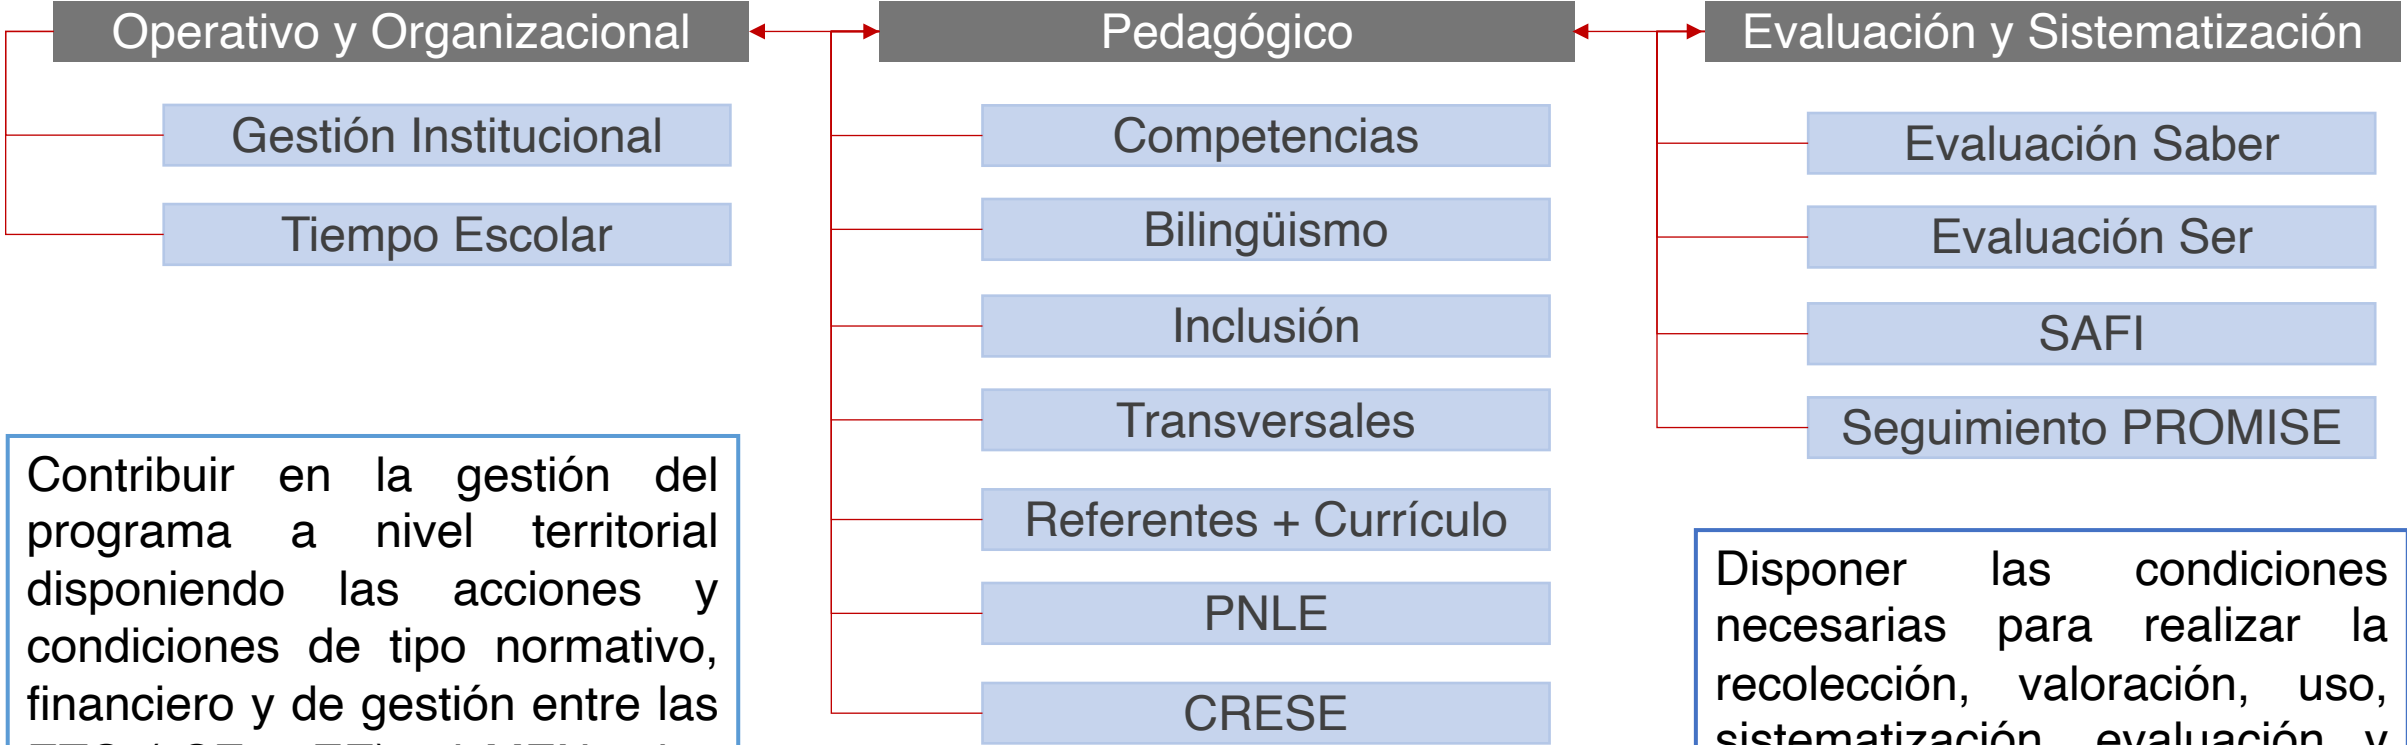 Operativo y Organizacional
Pedagógico
Evaluación y Sistematización
Gestión Institucional
Tiempo Escolar
Competencias
Bilingüismo
Inclusión
Transversales
Referentes + Currículo
PNLE
CRESE
Evaluación Saber
Evaluación Ser
SAFI
Seguimiento PROMISE
Contribuir en la gestión del
programa a nivel territorial
disponiendo las acciones y
condiciones de tipo normativo,
financiero y de gestión entre las
Disponer las condiciones
necesarias para realizar la
recolección, valoración, uso,
sistematización, evaluación y